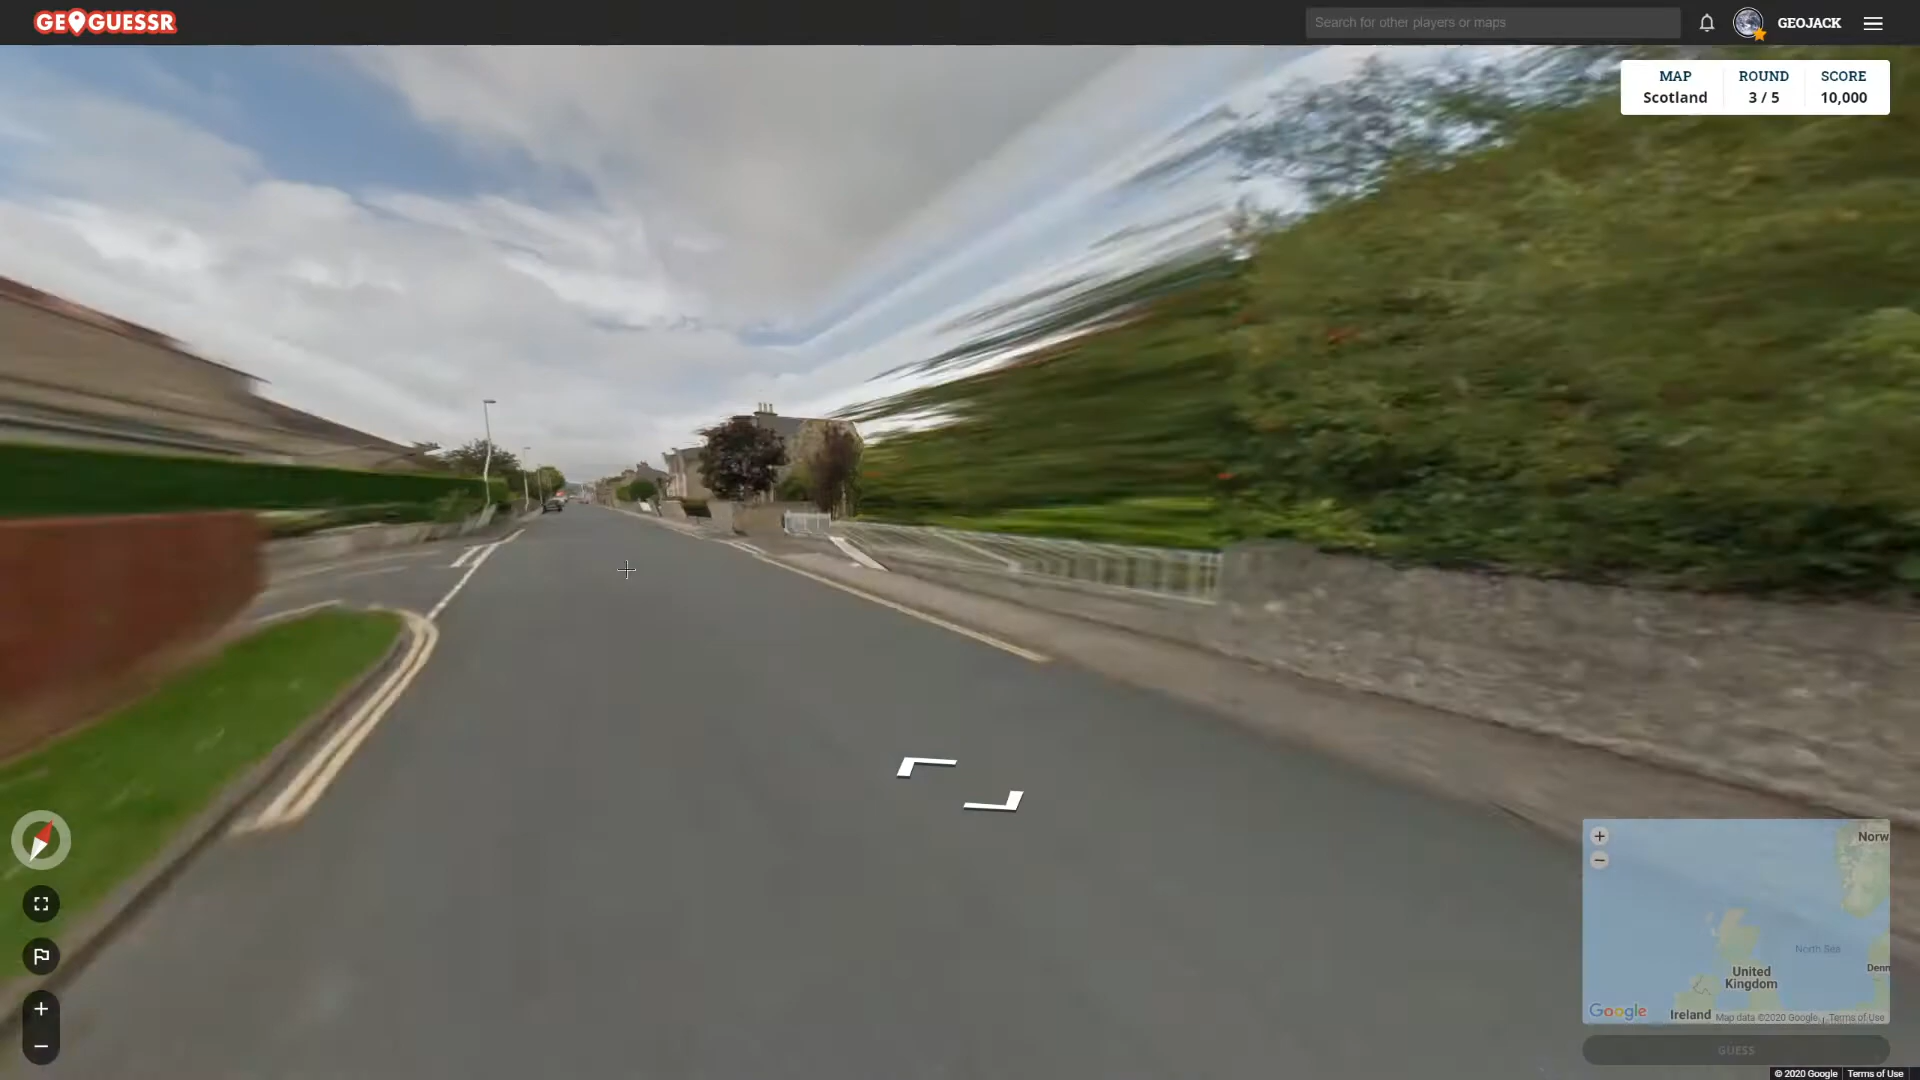 GEOGUESSR
Search for other players or maps
GEOJACK
MAP
Scotland
ROUND
3 / 5
SCORE
10,000
+
−
Norw
North Sea
Denn
United
Kingdom
Ireland
Google
Map data ©2020 Google
Terms of Use
GUESS
© 2020 Google
Terms of Use
+
−